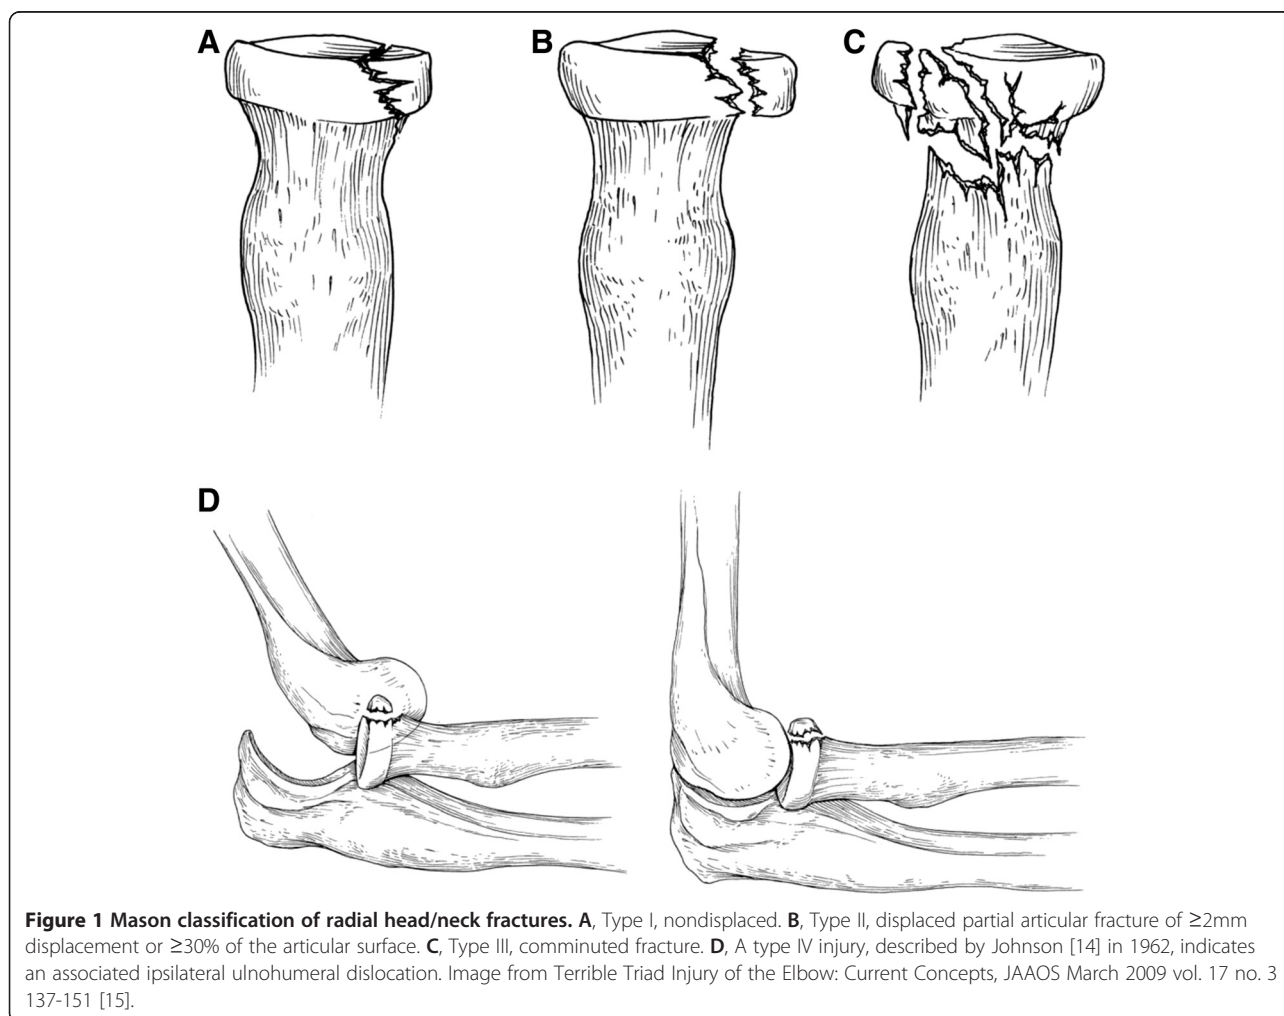 A
B
C
D
Figure 1 Mason classification of radial head/neck fractures. A, Type I, nondisplaced. B, Type II, displaced partial articular fracture of ≥2mm
displacement or ≥30% of the articular surface. C, Type III, comminuted fracture. D, A type IV injury, described by Johnson [14] in 1962, indicates
an associated ipsilateral ulnohumeral dislocation. Image from Terrible Triad Injury of the Elbow: Current Concepts, JAAOS March 2009 vol. 17 no. 3
137-151 [15].